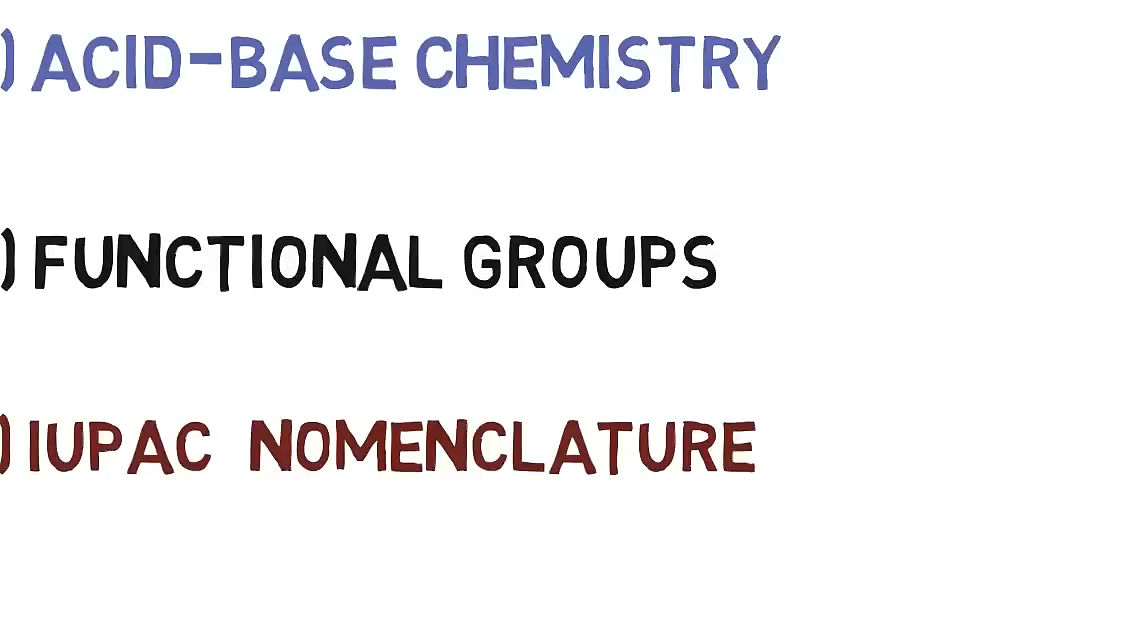 ) ACID-BASE CHEMISTRY
) FUNCTIONAL GROUPS
) IUPAC NOMENCLATURE